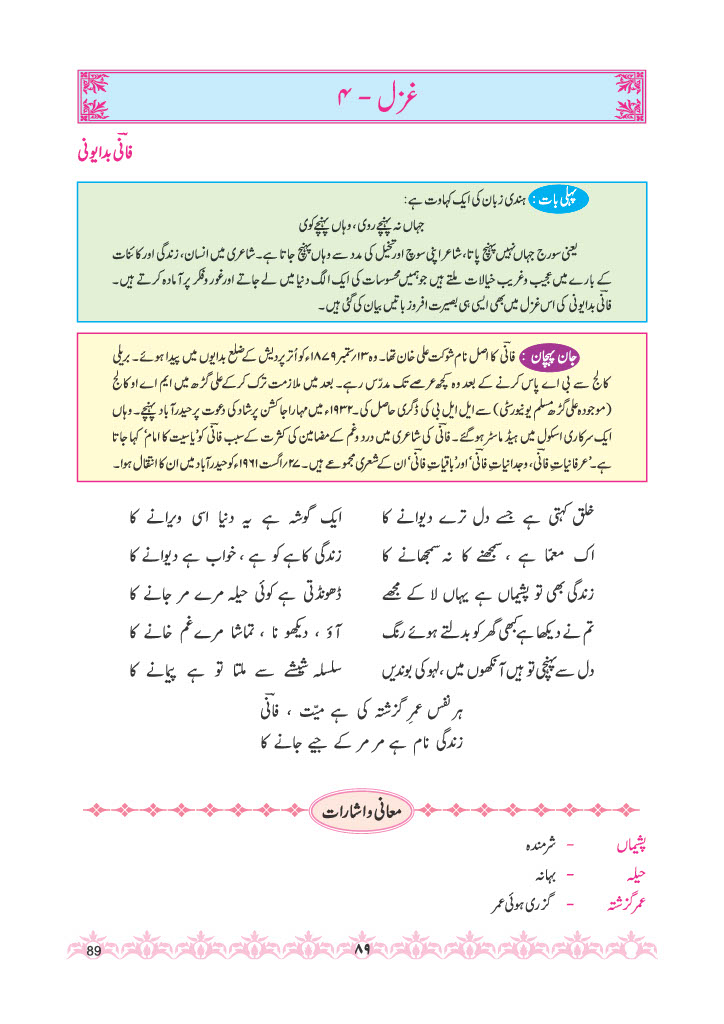 غزل - ۴
فانیؔ بدایونی
پہلی بات : ہندی زبان کی ایک کہاوت ہے:
جہاں نہ پہنچے روی، وہاں پہنچے کوی
یعنی سورج جہاں نہیں پہنچ پاتا، شاعر اپنی سوچ اور تخیل کی مدد سے وہاں پہنچ جاتا ہے۔ شاعری میں انسان، زندگی اور کائنات
کے بارے میں عجیب و غریب خیالات ملتے ہیں جو ہمیں محسوسات کی ایک الگ دنیا میں لے جاتے اور غور و فکر پر آمادہ کرتے ہیں۔
فانیؔ بدایونی کی اس غزل میں بھی ایسی ہی بصیرت افروز باتیں بیان کی گئی ہیں۔
جان پہچان : فانیؔ کا اصل نام شوکت علی خان تھا۔ وہ ۱۳؍ستمبر ۱۸۷۹ء کو اُتر پردیش کے ضلع بدایوں میں پیدا ہوئے۔ بریلی
کالج سے بی اے پاس کرنے کے بعد وہ کچھ عرصے تک مدرّس رہے۔ بعد میں ملازمت ترک کر کے علی گڑھ میں ایم اے او کالج
(موجودہ علی گڑھ مسلم یونیورسٹی) سے ایل ایل بی کی ڈگری حاصل کی۔ ۱۹۳۲ء میں مہاراجا کشن پرشاد کی دعوت پر حیدرآباد پہنچے۔ وہاں
ایک سرکاری اسکول میں ہیڈ ماسٹر ہو گئے۔ فانیؔ کی شاعری میں درد و غم کے مضامین کی کثرت کے سبب فانیؔ کو 'یاسیت کا امام' کہا جاتا
ہے۔ 'عرفانیاتِ فانیؔ، وجدانیاتِ فانیؔ' اور 'باقیاتِ فانیؔ' ان کے شعری مجموعے ہیں۔ ۲۷؍اگست ۱۹۶۱ء کو حیدرآباد میں ان کا انتقال ہوا۔
خلق کہتی ہے جسے دل ترے دیوانے کا ایک گوشہ ہے یہ دنیا اسی ویرانے کا
اک معمّا ہے، سمجھنے کا نہ سمجھانے کا زندگی کاہے کو ہے، خواب ہے دیوانے کا
زندگی بھی تو پشیماں ہے یہاں لا کے مجھے ڈھونڈتی ہے کوئی حیلہ مرے مر جانے کا
تم نے دیکھا ہے کبھی گھر کو بدلتے ہوئے رنگ آؤ، دیکھو نا، تماشا مرے غم خانے کا
دل سے پہنچی تو ہیں آنکھوں میں، لہو کی بوندیں سلسلہ شیشے سے ملتا تو ہے پیمانے کا
ہر نفس عمرِ گزشتہ کی ہے میّت، فانیؔ
زندگی نام ہے مر مر کے جیے جانے کا
معانی و اشارات
پشیماں - شرمندہ
حیلہ - بہانہ
عمرِ گزشتہ - گزری ہوئی عمر
۸۹
89